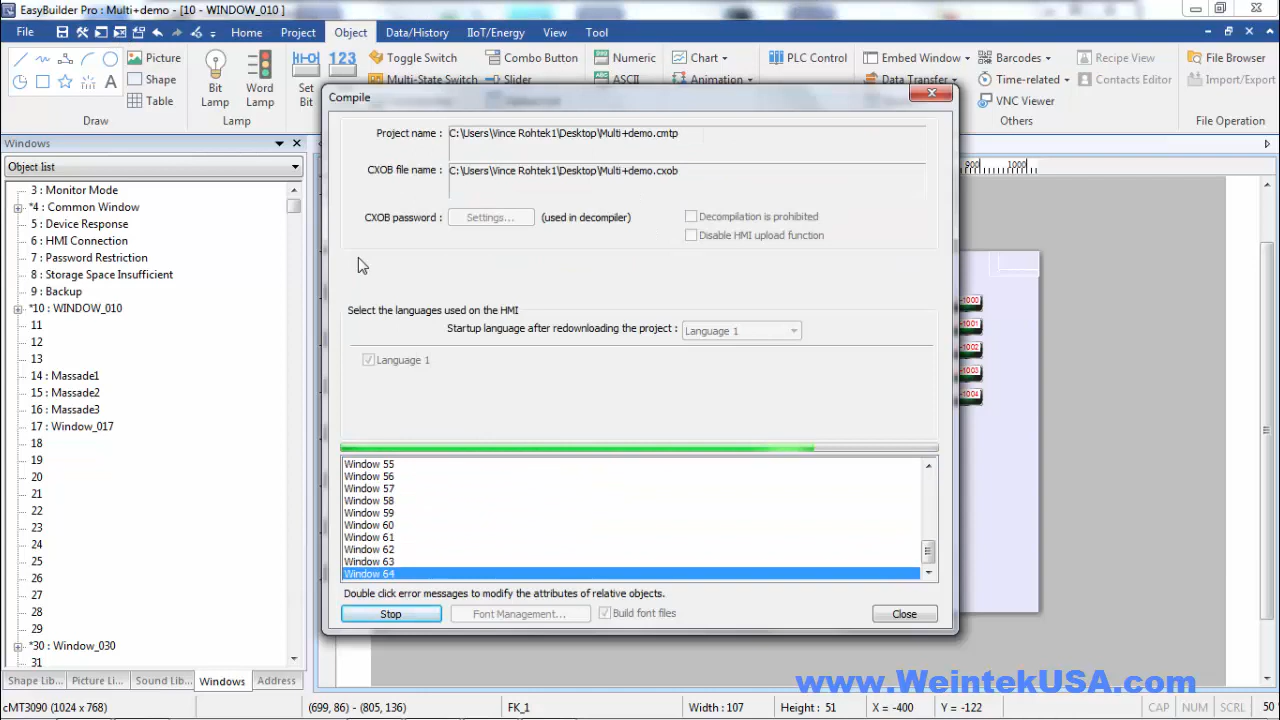 EasyBuilder Pro : Multi+demo - [10 - WINDOW_010 ]
File Home Project Object Data/History IIoT/Energy View Tool
Picture Toggle Switch Combo Button Numeric Chart PLC Control Embed Window Barcodes Recipe View File Browser
Shape Multi-State Switch Slider ASCII Animation Data Transfer Time-related Contacts Editor Import/Export
Table VNC Viewer
Bit Lamp Word Lamp Set Bit
Draw Lamp Others File Operation
Windows
Object list
3 : Monitor Mode
*4 : Common Window
5 : Device Response
6 : HMI Connection
7 : Password Restriction
8 : Storage Space Insufficient
9 : Backup
*10 : WINDOW_010
11
12
13
14 : Massade1
15 : Massade2
16 : Massade3
17 : Window_017
18
19
20
21
22
23
24
25
26
27
28
29
*30 : Window_030
31
Shape Lib... Picture Li... Sound Lib... Windows Address
Compile
Project name : C:\Users\Vince Rohtek1\Desktop\Multi+demo.cmtp
CXOB file name : C:\Users\Vince Rohtek1\Desktop\Multi+demo.cxob
CXOB password : Settings... (used in decompiler) Decompilation is prohibited
Disable HMI upload function
Select the languages used on the HMI
Startup language after redownloading the project : Language 1
Language 1
Window 55
Window 56
Window 57
Window 58
Window 59
Window 60
Window 61
Window 62
Window 63
Window 64
Double click error messages to modify the attributes of relative objects.
Stop Font Management... Build font files Close
900 1000
-1000
-1001
-1002
-1003
-1004
www.WeintekUSA.com
cMT3090 (1024 x 768) (699, 86) - (805, 136) FK_1 Width : 107 Height : 51 X = -400 Y = -122 CAP NUM SCRL 50